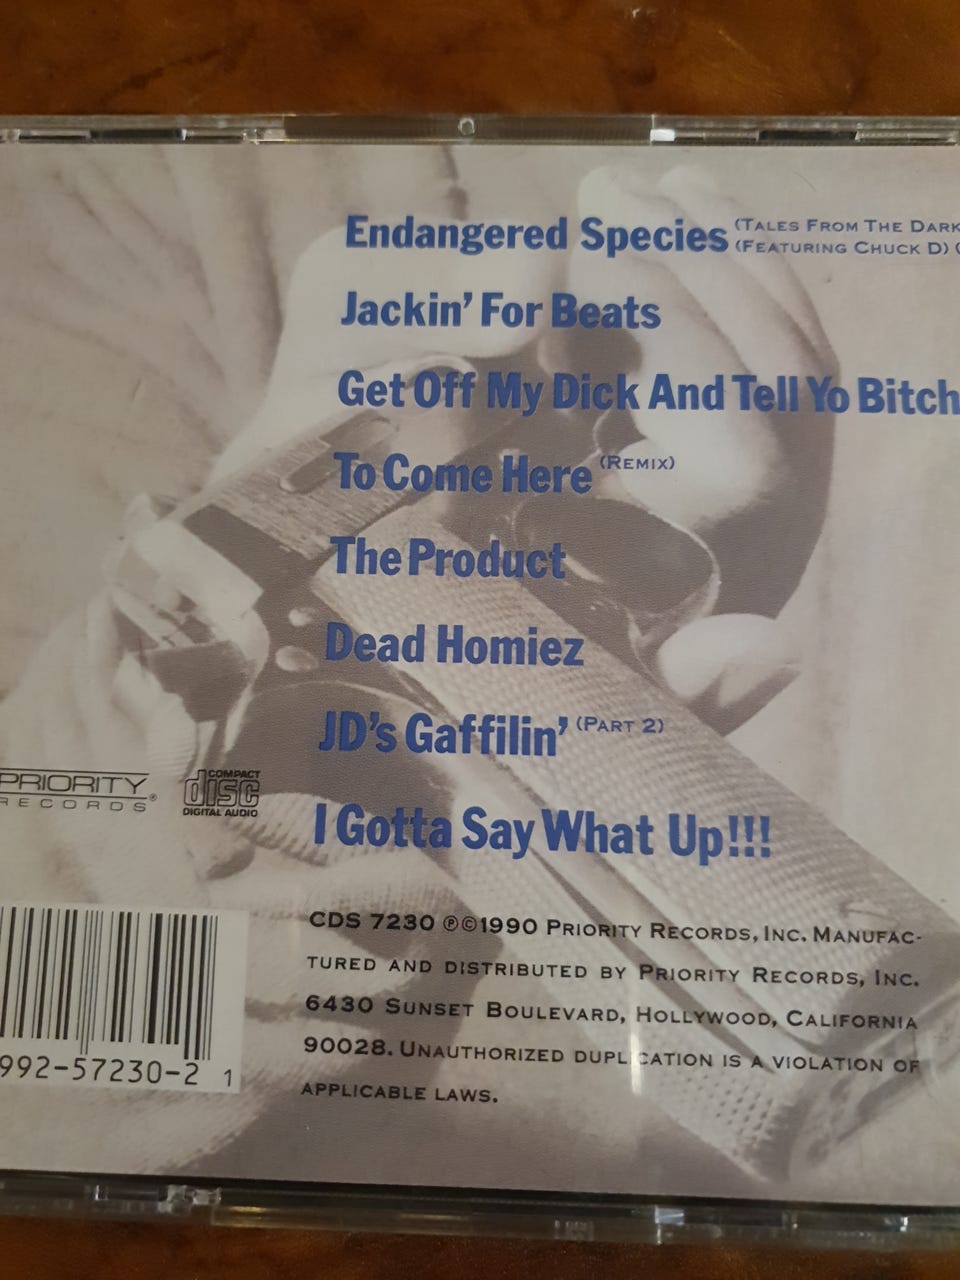 Endangered Species (TALES FROM THE DARK
(FEATURING CHUCK D) (
Jackin' For Beats
Get Off My Dick And Tell Yo Bitch
To Come Here (REMIX)
The Product
Dead Homiez
JD's Gaffilin' (PART 2)
PRIORITY
RECORDS®
COMPACT
disc
DIGITAL AUDIO
I Gotta Say What Up!!!
CDS 7230 ℗©1990 PRIORITY RECORDS, INC. MANUFAC-
TURED AND DISTRIBUTED BY PRIORITY RECORDS, INC.
6430 SUNSET BOULEVARD, HOLLYWOOD, CALIFORNIA
90028. UNAUTHORIZED DUPLICATION IS A VIOLATION OF
APPLICABLE LAWS.
992-57230-2 1